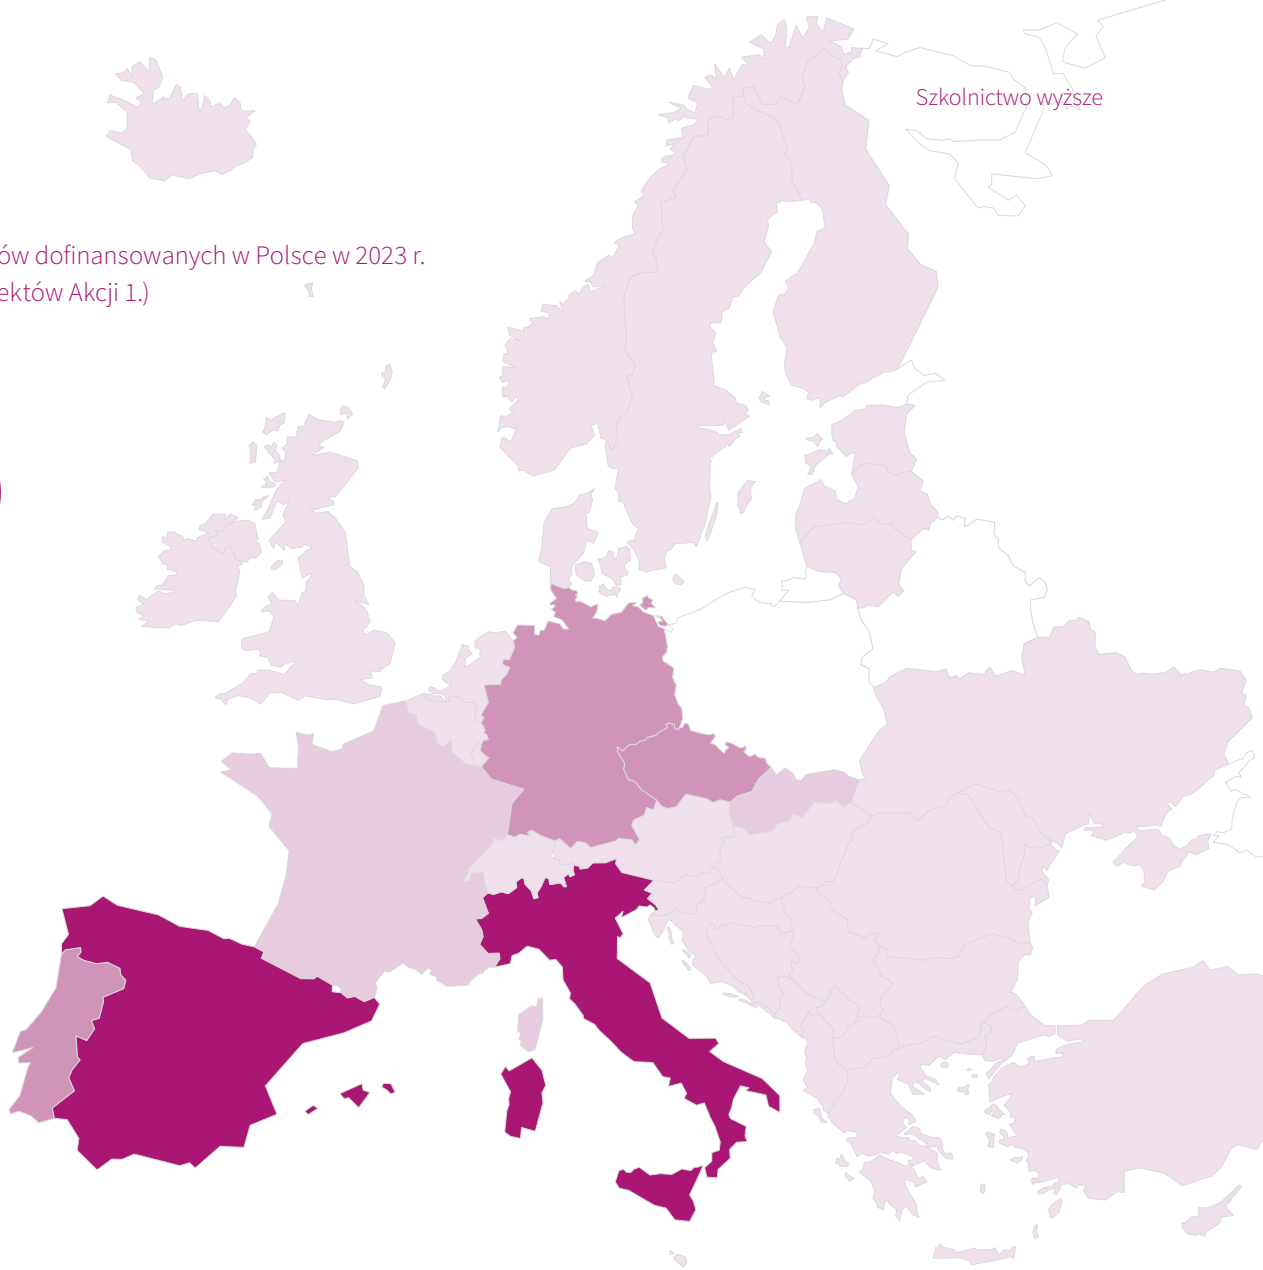 Szkolnictwo wyższe
ów dofinansowanych w Polsce w 2023 r.
ektów Akcji 1.)